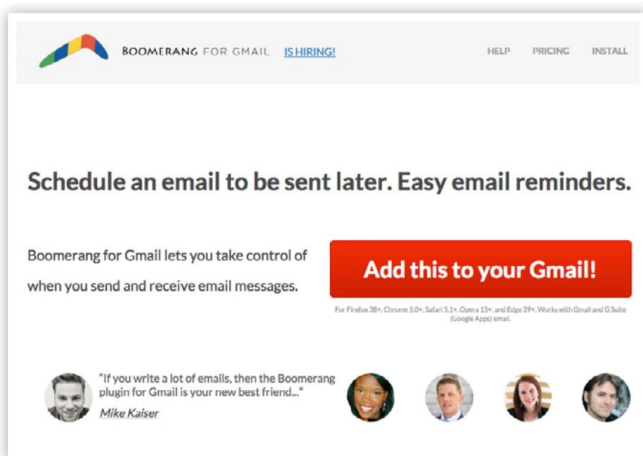 BOOMERANG FOR GMAIL IS HIRING! HELP PRICING INSTALL
Schedule an email to be sent later. Easy email reminders.
Boomerang for Gmail lets you take control of
when you send and receive email messages.
Add this to your Gmail!
For Firefox 38+, Chrome 5.0+, Safari 5.1+, Opera 15+, and Edge 39+. Works with Gmail and G Suite
(Google Apps) email.
"If you write a lot of emails, then the Boomerang
plugin for Gmail is your new best friend..."
Mike Kaiser